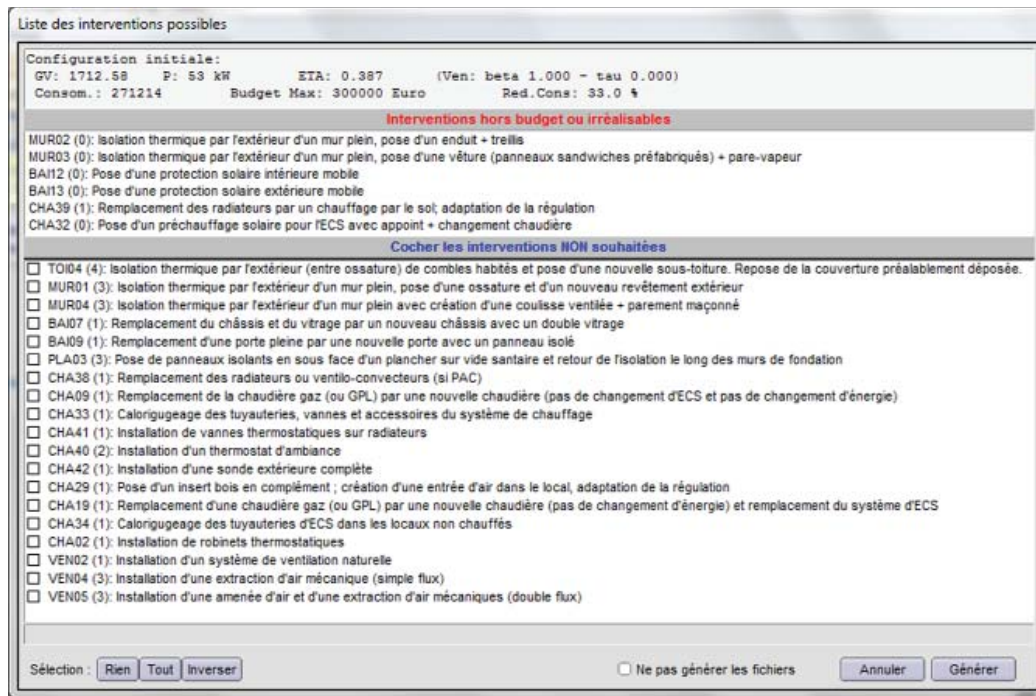 Liste des interventions possibles
Configuration initiale:
GV: 1712.58 P: 53 kW ETA: 0.387 (Ven: beta 1.000 - tau 0.000)
Consom.: 271214 Budget Max: 300000 Euro Red.Cons: 33.0 %
Interventions hors budget ou irréalisables
MUR02 (0): Isolation thermique par l'extérieur d'un mur plein, pose d'un enduit + treillis
MUR03 (0): Isolation thermique par l'extérieur d'un mur plein, pose d'une vêture (panneaux sandwiches préfabriqués) + pare-vapeur
BAI12 (0): Pose d'une protection solaire intérieure mobile
BAI13 (0): Pose d'une protection solaire extérieure mobile
CHA39 (1): Remplacement des radiateurs par un chauffage par le sol; adaptation de la régulation
CHA32 (0): Pose d'un préchauffage solaire pour l'ECS avec appoint + changement chaudière
Cocher les interventions NON souhaitées
TOI04 (4): Isolation thermique par l'extérieur (entre ossature) de combles habités et pose d'une nouvelle sous-toiture. Repose de la couverture préalablement déposée.
MUR01 (3): Isolation thermique par l'extérieur d'un mur plein, pose d'une ossature et d'un nouveau revêtement extérieur
MUR04 (3): Isolation thermique par l'extérieur d'un mur plein avec création d'une coulisse ventilée + parement maçonné
BAI07 (1): Remplacement du châssis et du vitrage par un nouveau châssis avec un double vitrage
BAI09 (1): Remplacement d'une porte pleine par une nouvelle porte avec un panneau isolé
PLA03 (3): Pose de panneaux isolants en sous face d'un plancher sur vide santaire et retour de l'isolation le long des murs de fondation
CHA38 (1): Remplacement des radiateurs ou ventilo-convecteurs (si PAC)
CHA09 (1): Remplacement de la chaudière gaz (ou GPL) par une nouvelle chaudière (pas de changement d'ECS et pas de changement d'énergie)
CHA33 (1): Calorigugeage des tuyauteries, vannes et accessoires du système de chauffage
CHA41 (1): Installation de vannes thermostatiques sur radiateurs
CHA40 (2): Installation d'un thermostat d'ambiance
CHA42 (1): Installation d'une sonde extérieure complète
CHA29 (1): Pose d'un insert bois en complément ; création d'une entrée d'air dans le local, adaptation de la régulation
CHA19 (1): Remplacement d'une chaudière gaz (ou GPL) par une nouvelle chaudière (pas de changement d'énergie) et remplacement du système d'ECS
CHA34 (1): Calorigugeage des tuyauteries d'ECS dans les locaux non chauffés
CHA02 (1): Installation de robinets thermostatiques
VEN02 (1): Installation d'un système de ventilation naturelle
VEN04 (3): Installation d'une extraction d'air mécanique (simple flux)
VEN05 (3): Installation d'une amenée d'air et d'une extraction d'air mécaniques (double flux)
Sélection : Rien Tout Inverser Ne pas générer les fichiers Annuler Générer